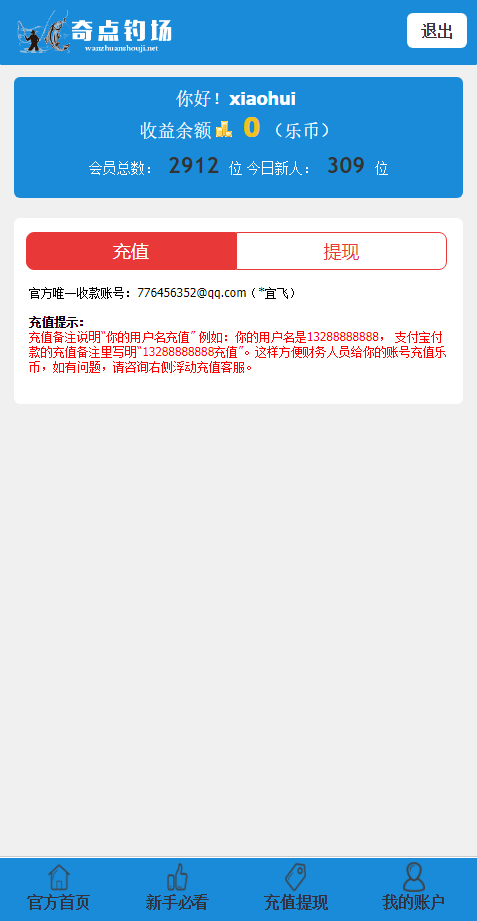 奇点钓场
wanzhuanshouji.net
退出
你好！xiaohui
收益余额 0 （乐币）
会员总数： 2912 位 今日新人： 309 位
充值 提现
官方唯一收款账号：776456352@qq.com（ *宜飞）
充值提示：
充值备注说明“你的用户名充值” 例如：你的用户名是13288888888， 支付宝付
款的充值备注里写明“13288888888充值”。这样方便财务人员给你的账号充值乐
币，如有问题，请咨询右侧浮动充值客服。
官方首页 新手必看 充值提现 我的账户